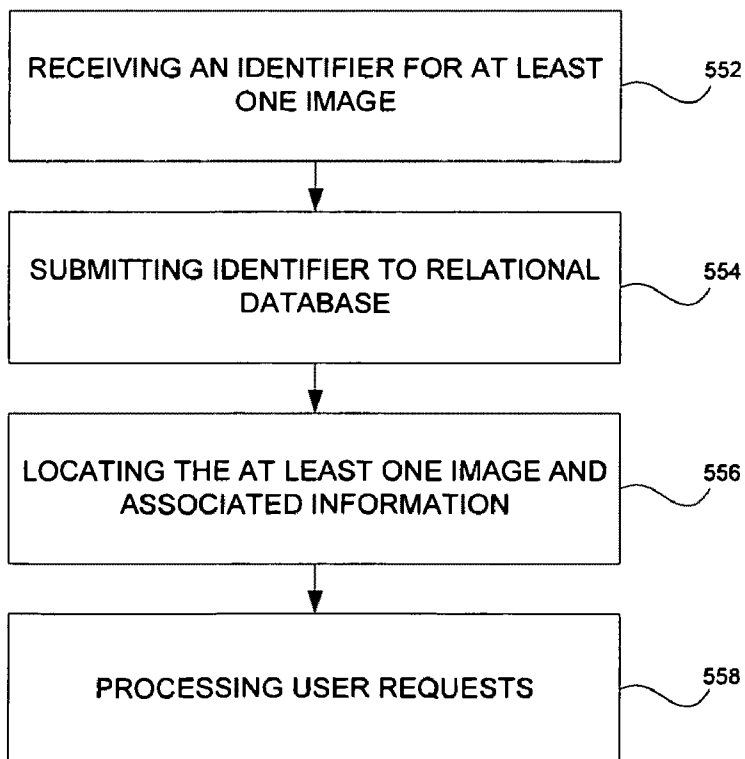 RECEIVING AN IDENTIFIER FOR AT LEAST
ONE IMAGE
552
SUBMITTING IDENTIFIER TO RELATIONAL
DATABASE
554
LOCATING THE AT LEAST ONE IMAGE AND
ASSOCIATED INFORMATION
556
PROCESSING USER REQUESTS
558